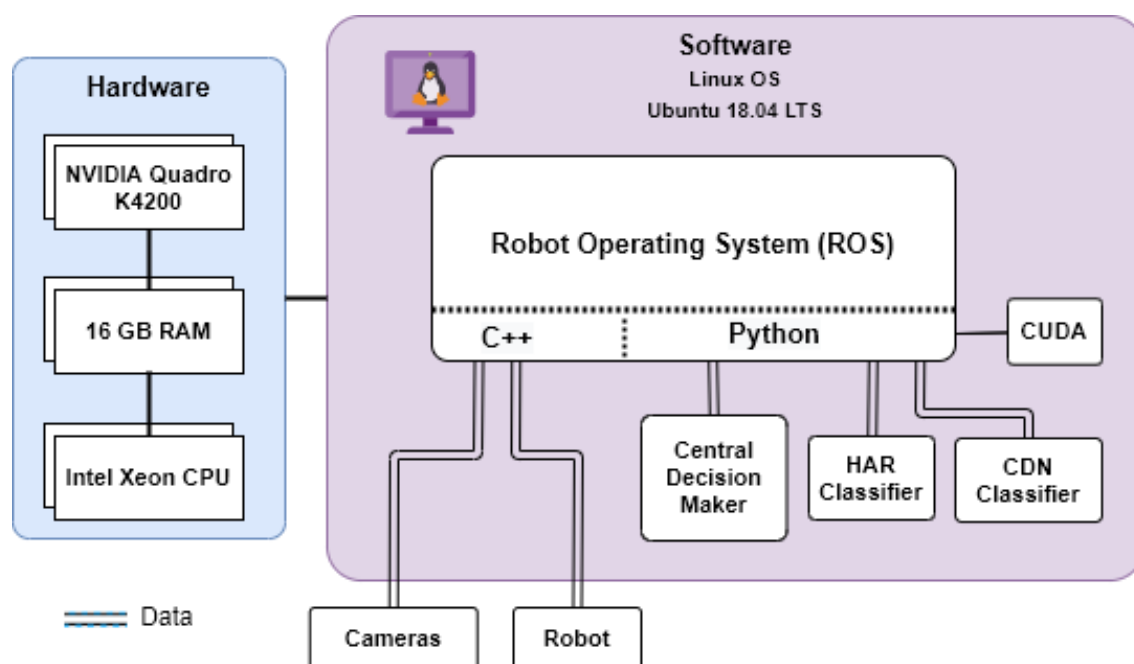 Hardware
NVIDIA Quadro
K4200
16 GB RAM
Intel Xeon CPU
Software
Linux OS
Ubuntu 18.04 LTS
Robot Operating System (ROS)
C++
Python
CUDA
Central
Decision
Maker
HAR
Classifier
CDN
Classifier
Data
Cameras
Robot